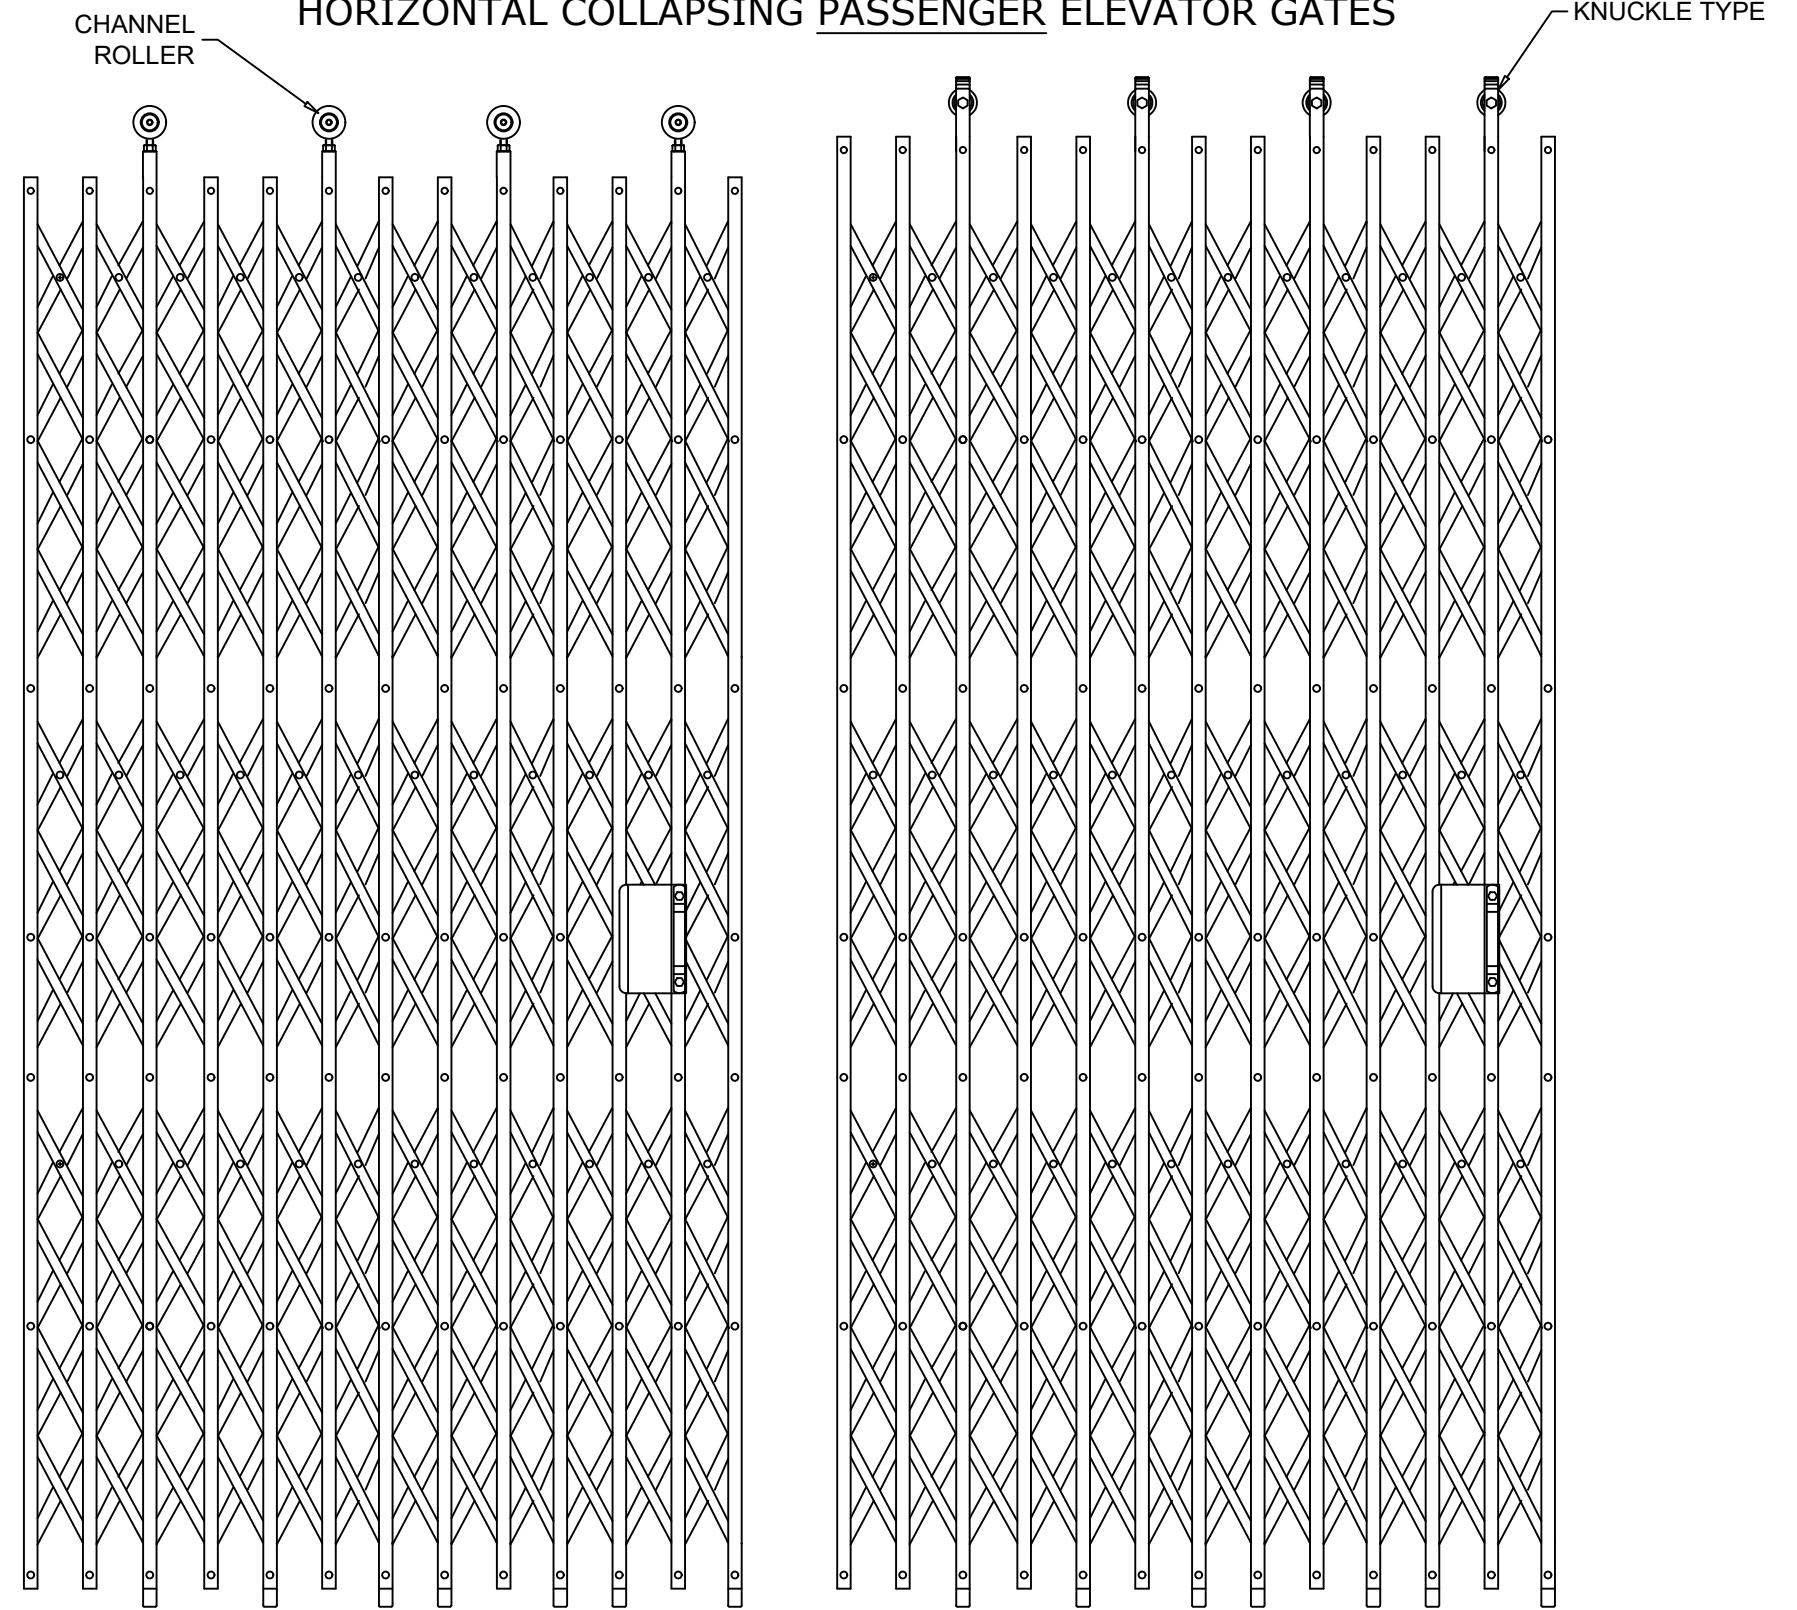 HORIZONTAL COLLAPSING PASSENGER ELEVATOR GATES
CHANNEL
ROLLER
KNUCKLE TYPE